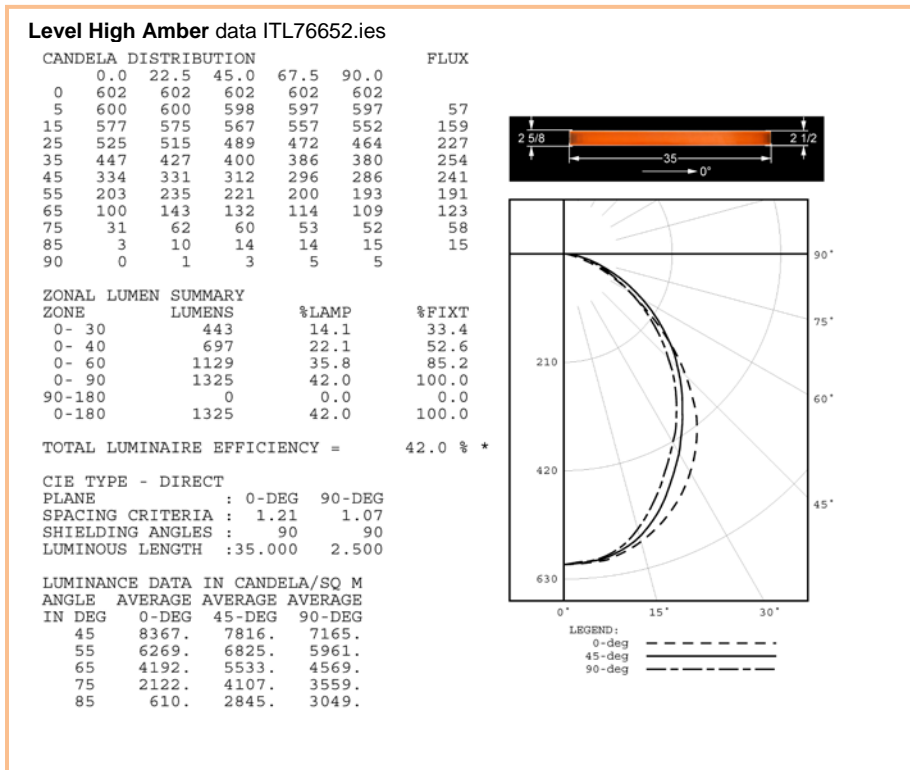 Level High Amber data ITL76652.ies
CANDELA DISTRIBUTION FLUX
0.0 22.5 45.0 67.5 90.0
0 602 602 602 602 602
5 600 600 598 597 597 57
15 577 575 567 557 552 159
25 525 515 489 472 464 227
35 447 427 400 386 380 254
45 334 331 312 296 286 241
55 203 235 221 200 193 191
65 100 143 132 114 109 123
75 31 62 60 53 52 58
85 3 10 14 14 15 15
90 0 1 3 5 5
ZONAL LUMEN SUMMARY
ZONE LUMENS %LAMP %FIXT
0- 30 443 14.1 33.4
0- 40 697 22.1 52.6
0- 60 1129 35.8 85.2
0- 90 1325 42.0 100.0
90-180 0 0.0 0.0
0-180 1325 42.0 100.0
TOTAL LUMINAIRE EFFICIENCY = 42.0 % *
CIE TYPE - DIRECT
PLANE : 0-DEG 90-DEG
SPACING CRITERIA : 1.21 1.07
SHIELDING ANGLES : 90 90
LUMINOUS LENGTH :35.000 2.500
LUMINANCE DATA IN CANDELA/SQ M
ANGLE AVERAGE AVERAGE AVERAGE
IN DEG 0-DEG 45-DEG 90-DEG
45 8367. 7816. 7165.
55 6269. 6825. 5961.
65 4192. 5533. 4569.
75 2122. 4107. 3559.
85 610. 2845. 3049.
2 5/8 2 1/2
35
0°
90°
75°
210
60°
420
45°
630
0° 15° 30°
LEGEND:
0-deg
45-deg
90-deg